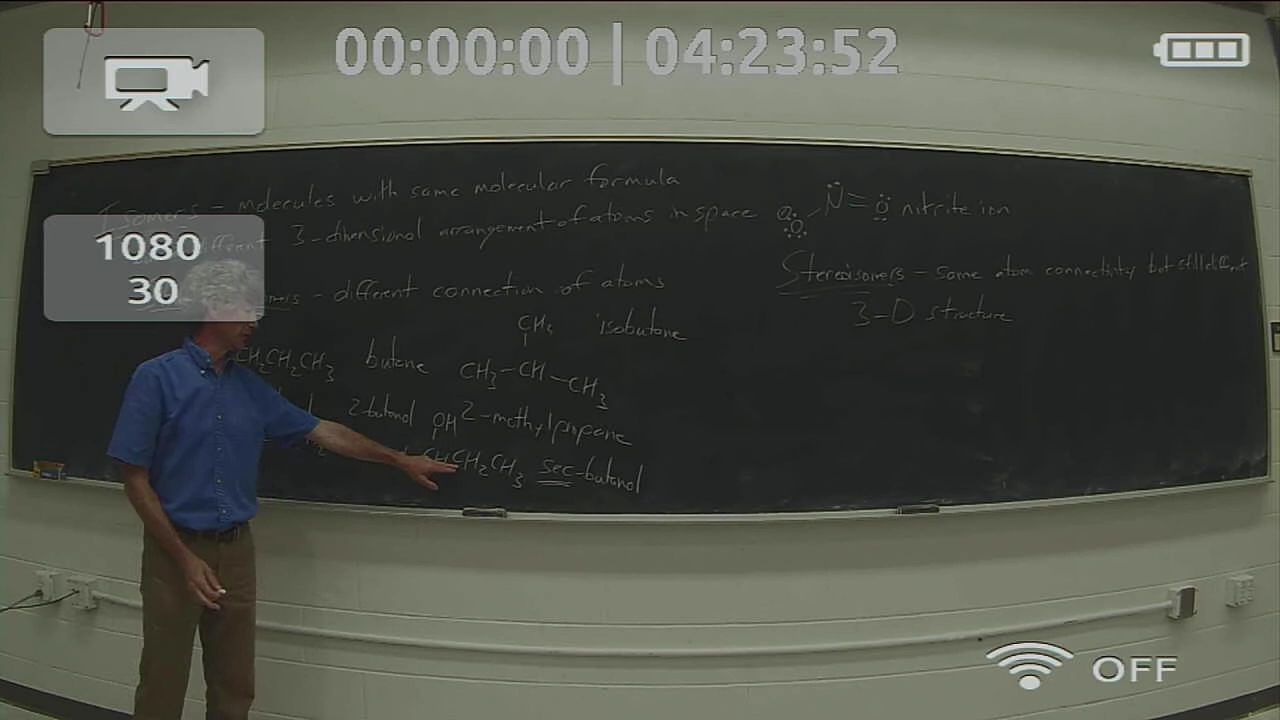 00:00:00 | 04:23:52
1080
30
Isomers - molecules with same molecular formula
different 3-dimensional arrangement of atoms in space
- different connection of atoms
CH3 isobutane
CH2CH2CH3 butane CH3-CH-CH3
2-butanol OH 2-methylpropane
CHCH2CH3 sec-butanol
N=O nitrite ion
O
Stereoisomers - same atom connectivity but still different
3-D structure
OFF